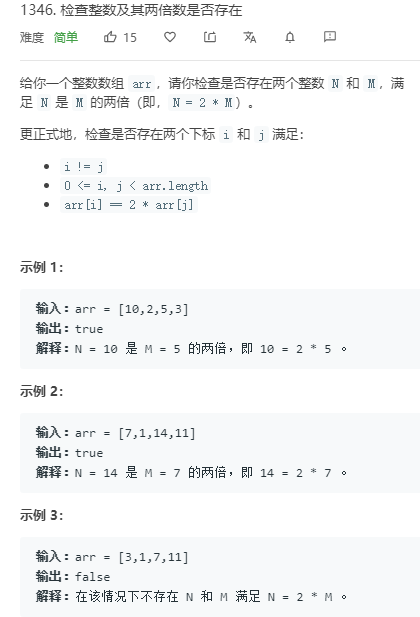 1346. 检查整数及其两倍数是否存在
难度 简单 15
给你一个整数数组 arr，请你检查是否存在两个整数 N 和 M，满
足 N 是 M 的两倍（即，N = 2 * M）。
更正式地，检查是否存在两个下标 i 和 j 满足：
• i != j
• 0 <= i, j < arr.length
• arr[i] == 2 * arr[j]
示例 1：
输入：arr = [10,2,5,3]
输出：true
解释：N = 10 是 M = 5 的两倍，即 10 = 2 * 5 。
示例 2：
输入：arr = [7,1,14,11]
输出：true
解释：N = 14 是 M = 7 的两倍，即 14 = 2 * 7 。
示例 3：
输入：arr = [3,1,7,11]
输出：false
解释：在该情况下不存在 N 和 M 满足 N = 2 * M 。